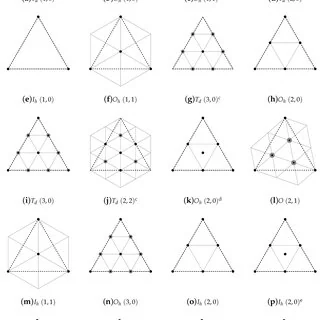 (e) I_h (1,0) (f) O_h (1,1) (g) T_d (3,0)^c (h) O_h (2,0)
(i) T_d (3,0) (j) T_d (2,2)^c (k) O_h (2,0)^d (l) O (2,1)
(m) I_h (1,1) (n) O_h (3,0) (o) I_h (2,0) (p) I_h (2,0)^e